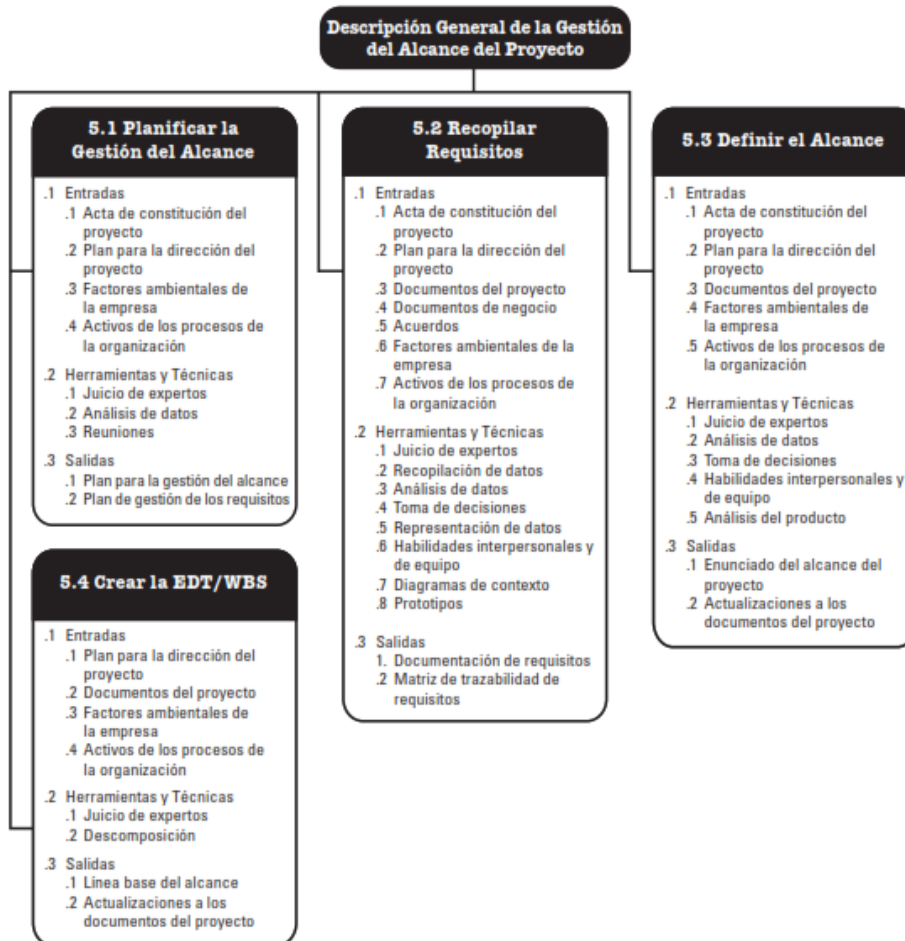 Descripción General de la Gestión
del Alcance del Proyecto
5.1 Planificar la
Gestión del Alcance
.1 Entradas
.1 Acta de constitución del
proyecto
.2 Plan para la dirección del
proyecto
.3 Factores ambientales de
la empresa
.4 Activos de los procesos de
la organización
.2 Herramientas y Técnicas
.1 Juicio de expertos
.2 Análisis de datos
.3 Reuniones
.3 Salidas
.1 Plan para la gestión del alcance
.2 Plan de gestión de los requisitos
5.2 Recopilar
Requisitos
.1 Entradas
.1 Acta de constitución del
proyecto
.2 Plan para la dirección del
proyecto
.3 Documentos del proyecto
.4 Documentos de negocio
.5 Acuerdos
.6 Factores ambientales de la
empresa
.7 Activos de los procesos de
la organización
.2 Herramientas y Técnicas
.1 Juicio de expertos
.2 Recopilación de datos
.3 Análisis de datos
.4 Toma de decisiones
.5 Representación de datos
.6 Habilidades interpersonales y
de equipo
.7 Diagramas de contexto
.8 Prototipos
.3 Salidas
1. Documentación de requisitos
.2 Matriz de trazabilidad de
requisitos
5.3 Definir el Alcance
.1 Entradas
.1 Acta de constitución del
proyecto
.2 Plan para la dirección del
proyecto
.3 Documentos del proyecto
.4 Factores ambientales de
la empresa
.5 Activos de los procesos de
la organización
.2 Herramientas y Técnicas
.1 Juicio de expertos
.2 Análisis de datos
.3 Toma de decisiones
.4 Habilidades interpersonales y
de equipo
.5 Análisis del producto
.3 Salidas
.1 Enunciado del alcance del
proyecto
.2 Actualizaciones a los
documentos del proyecto
5.4 Crear la EDT/WBS
.1 Entradas
.1 Plan para la dirección del
proyecto
.2 Documentos del proyecto
.3 Factores ambientales de
la empresa
.4 Activos de los procesos de
la organización
.2 Herramientas y Técnicas
.1 Juicio de expertos
.2 Descomposición
.3 Salidas
.1 Línea base del alcance
.2 Actualizaciones a los
documentos del proyecto